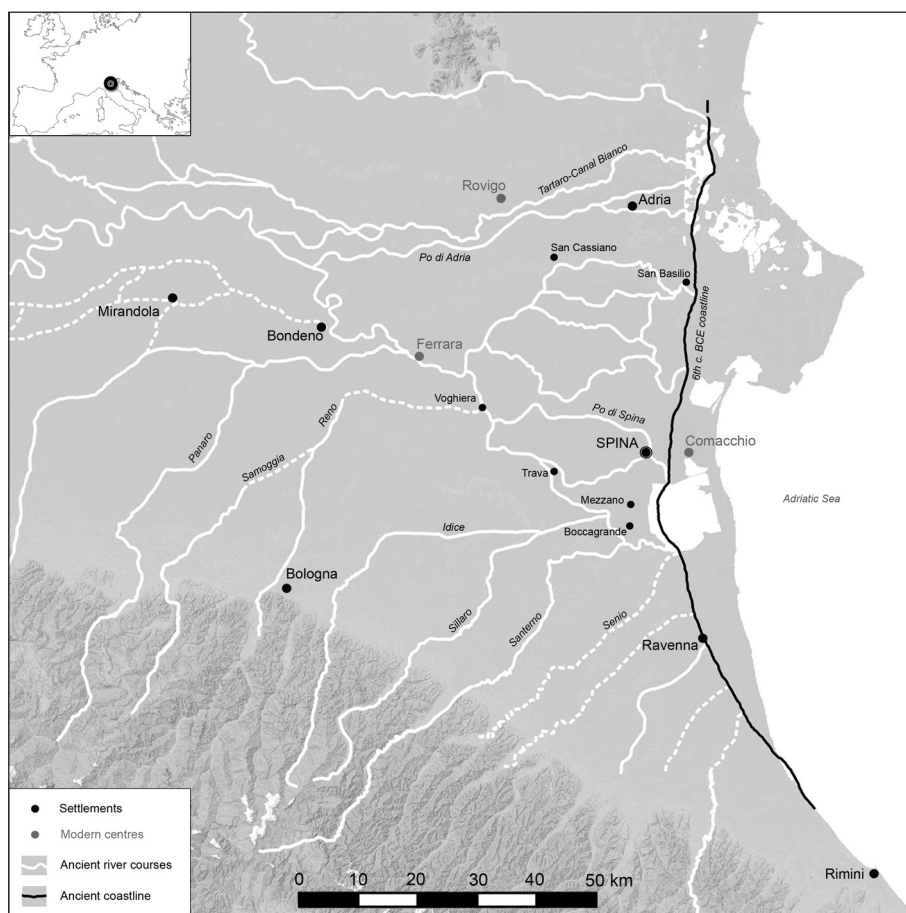 Rovigo
Tartaro-Canal Bianco
Adria
Po di Adria
San Cassiano
San Basilio
Mirandola
Bondeno
6th c. BCE coastline
Ferrara
Voghiera
Reno
Po di Spina
Panaro
Samoggia
SPINA
Comacchio
Trava
Mezzano
Adriatic Sea
Idice
Boccagrande
Bologna
Sillaro
Santerno
Senio
Ravenna
Settlements
Modern centres
Ancient river courses
Ancient coastline
0 10 20 30 40 50 km
Rimini